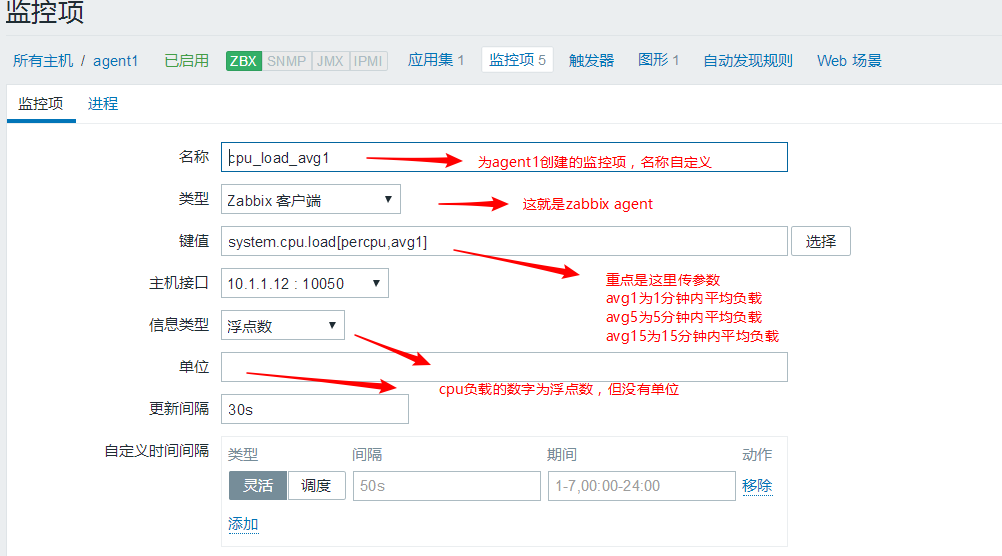 监控项
所有主机 / agent1 已启用 ZBX SNMP JMX IPMI 应用集 1 监控项 5 触发器 图形 1 自动发现规则 Web 场景
监控项 进程
名称 cpu_load_avg1 为agent1创建的监控项，名称自定义
类型 Zabbix 客户端 这就是zabbix agent
键值 system.cpu.load[percpu,avg1] 选择
主机接口 10.1.1.12 : 10050 重点是这里传参数
avg1为1分钟内平均负载
信息类型 浮点数 avg5为5分钟内平均负载
avg15为15分钟内平均负载
单位
cpu负载的数字为浮点数，但没有单位
更新间隔 30s
自定义时间间隔 类型 间隔 期间 动作
灵活 调度 50s 1-7,00:00-24:00 移除
添加